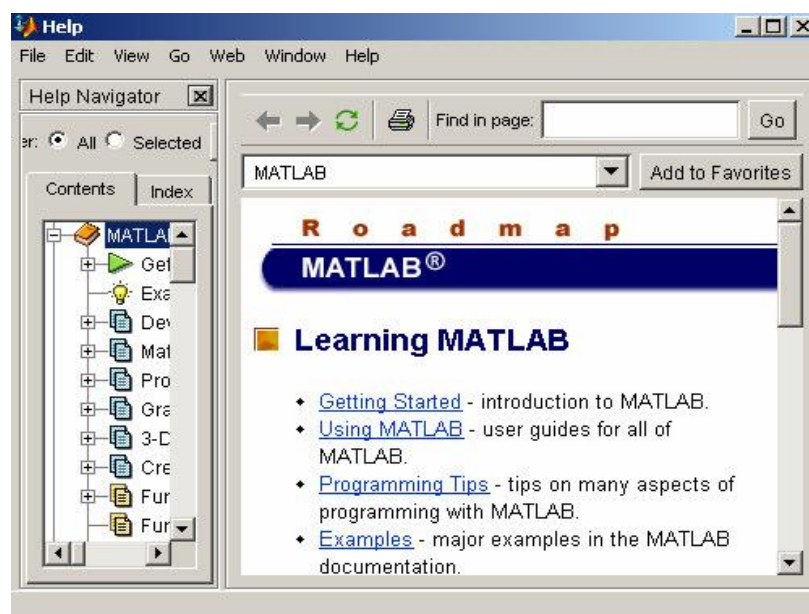 Help
File Edit View Go Web Window Help
Help Navigator
er: All Selected
Contents Index
MATLA
Get
Exa
Dev
Mat
Pro
Gra
3-D
Cre
Fur
Fur
Find in page: Go
MATLAB Add to Favorites
Roadmap
MATLAB®
Learning MATLAB
• Getting Started - introduction to MATLAB.
• Using MATLAB - user guides for all of
MATLAB.
• Programming Tips - tips on many aspects of
programming with MATLAB.
• Examples - major examples in the MATLAB
documentation.